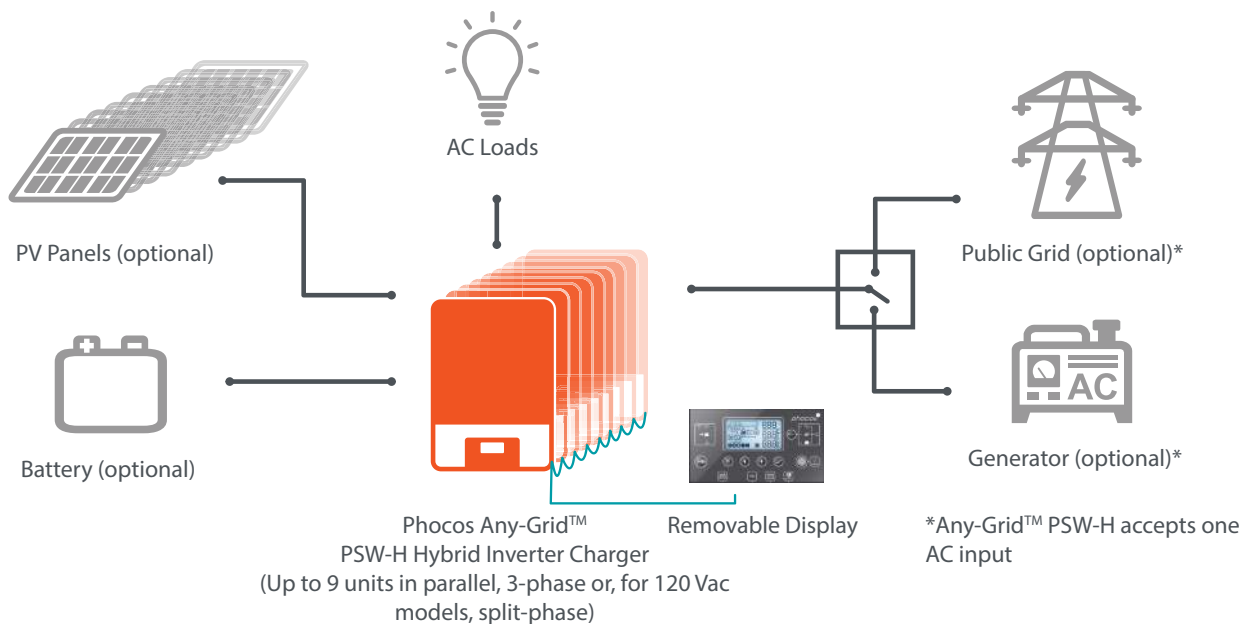 AC Loads
PV Panels (optional)
Public Grid (optional)*
Battery (optional)
AC
Generator (optional)*
phocos
Phocos Any-Grid™
PSW-H Hybrid Inverter Charger
(Up to 9 units in parallel, 3-phase or, for 120 Vac
models, split-phase)
Removable Display
*Any-Grid™ PSW-H accepts one
AC input